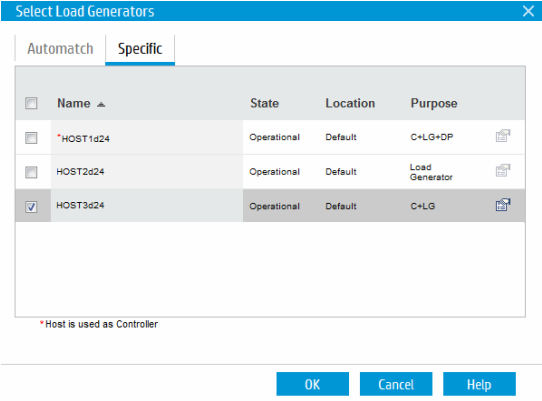 Select Load Generators
Automatch Specific
Name State Location Purpose
*HOST1d24 Operational Default C+LG+DP
HOST2d24 Operational Default Load
Generator
HOST3d24 Operational Default C+LG
*Host is used as Controller
OK Cancel Help